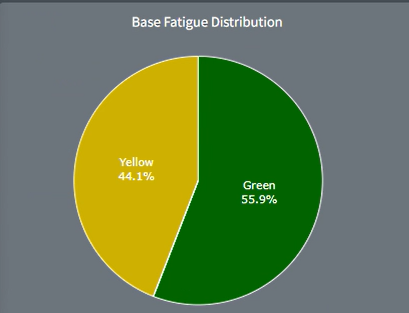 Base Fatigue Distribution
Yellow
44.1%
Green
55.9%